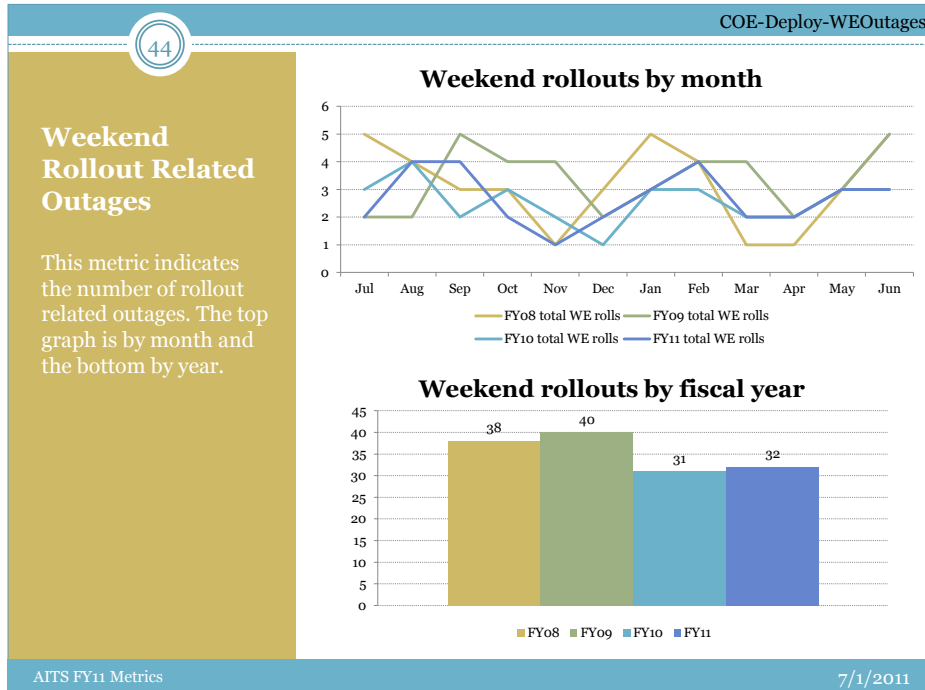 COE-Deploy-WEOutages
44
Weekend
Rollout Related
Outages
This metric indicates
the number of rollout
related outages. The top
graph is by month and
the bottom by year.
Weekend rollouts by month
6
5
4
3
2
1
0
Jul Aug Sep Oct Nov Dec Jan Feb Mar Apr May Jun
FY08 total WE rolls FY09 total WE rolls
FY10 total WE rolls FY11 total WE rolls
Weekend rollouts by fiscal year
45
40
35
30
25
20
15
10
5
0
38 40 31 32
FY08 FY09 FY10 FY11
AITS FY11 Metrics
7/1/2011